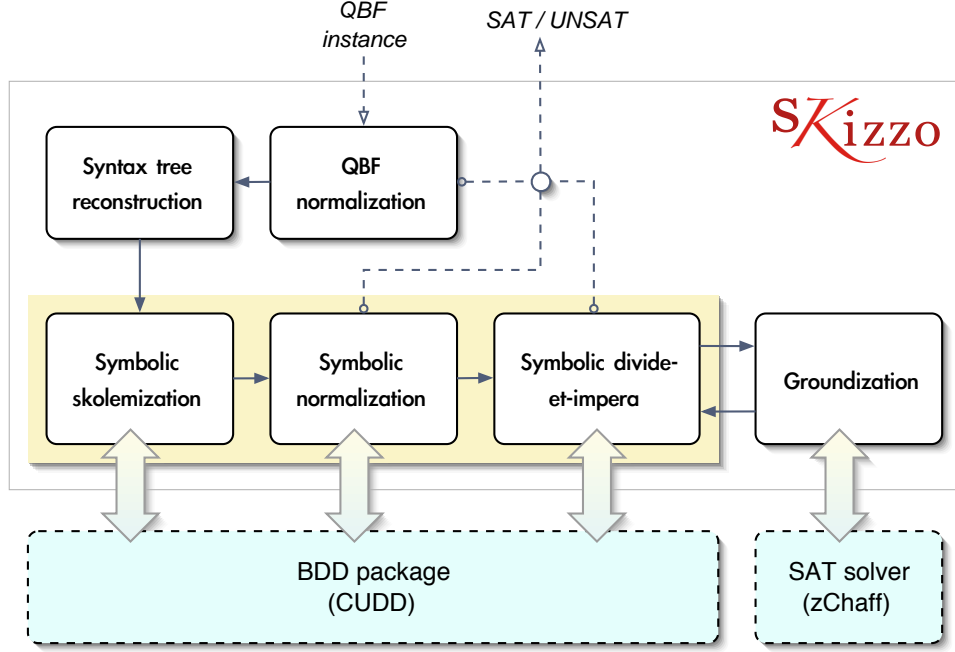 QBF
instance
SAT / UNSAT
sKizzo
Syntax tree
reconstruction
QBF
normalization
Symbolic
skolemization
Symbolic
normalization
Symbolic divide-
et-impera
Groundization
BDD package
(CUDD)
SAT solver
(zChaff)